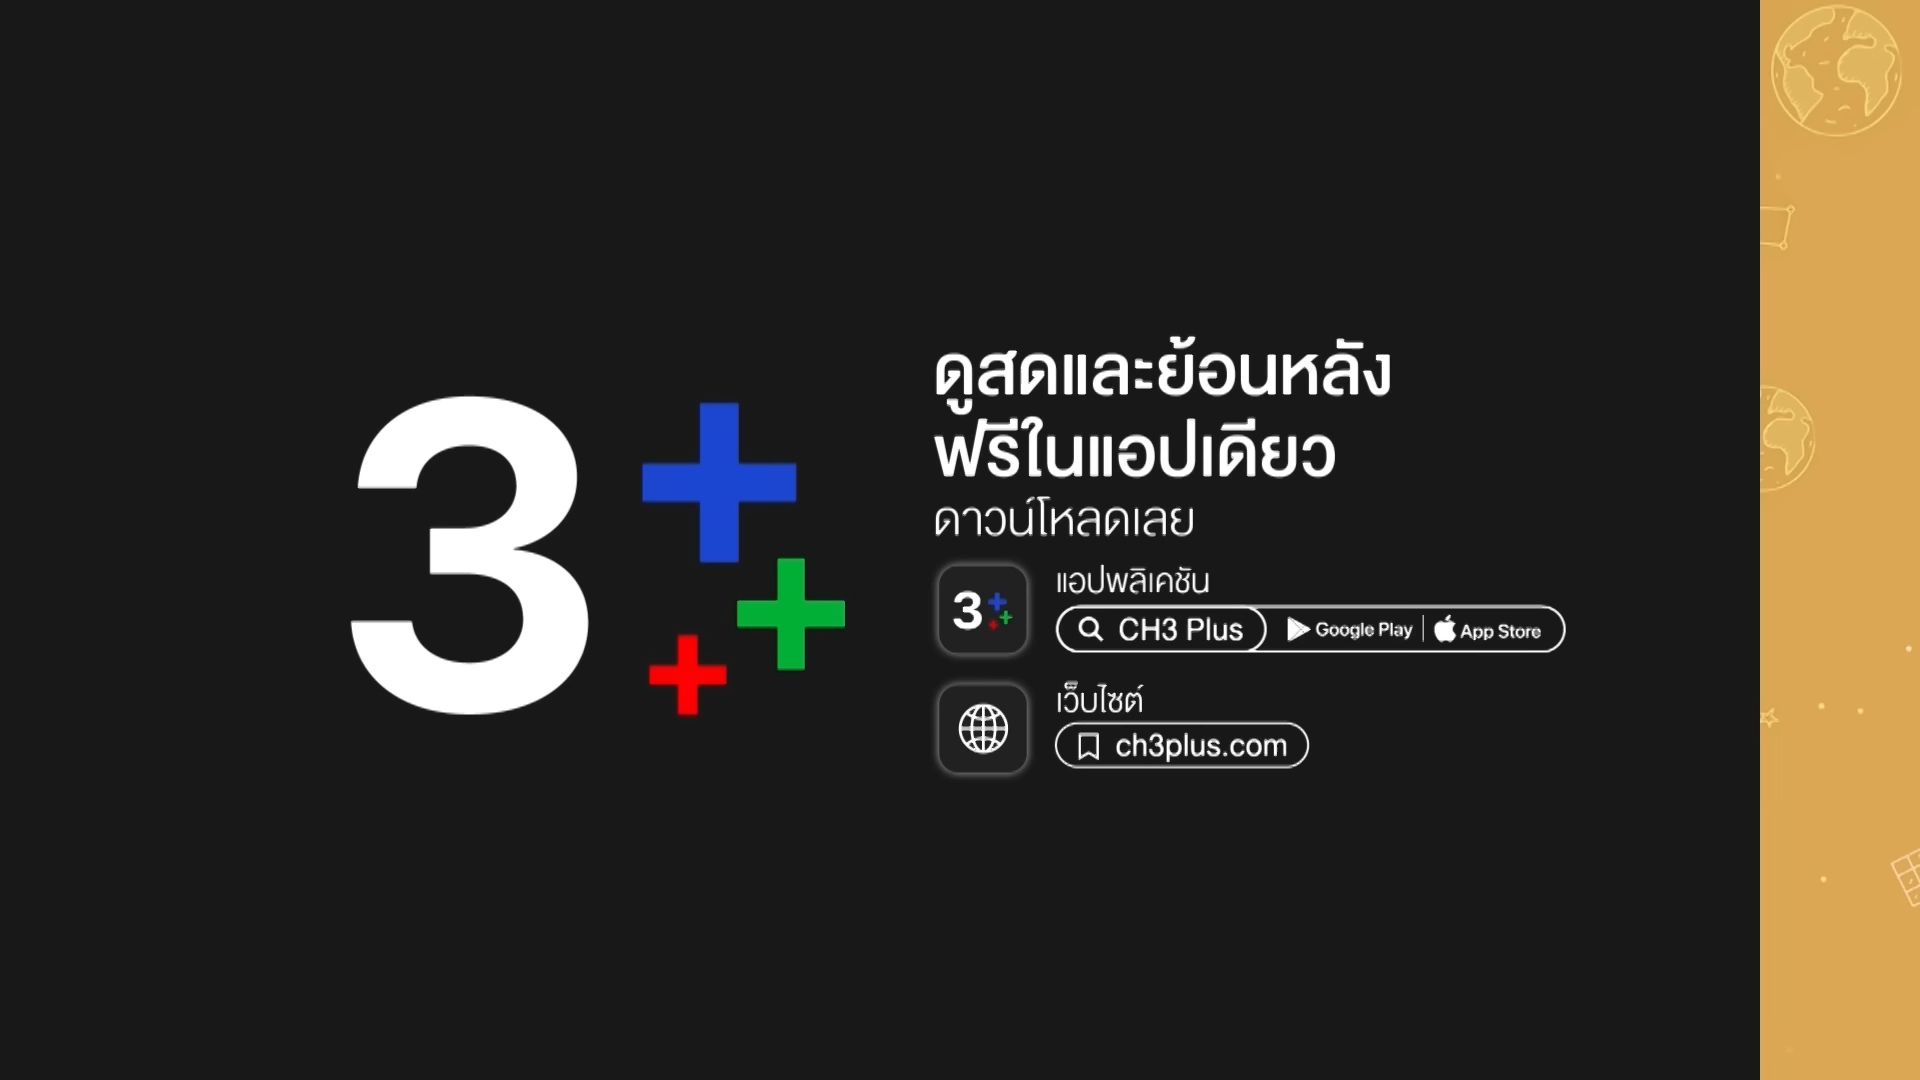 3
ดูสดและย้อนหลัง
ฟรีในแอปเดียว
ดาวน์โหลดเลย
3
แอปพลิเคชัน
CH3 Plus
Google Play
App Store
เว็บไซต์
ch3plus.com